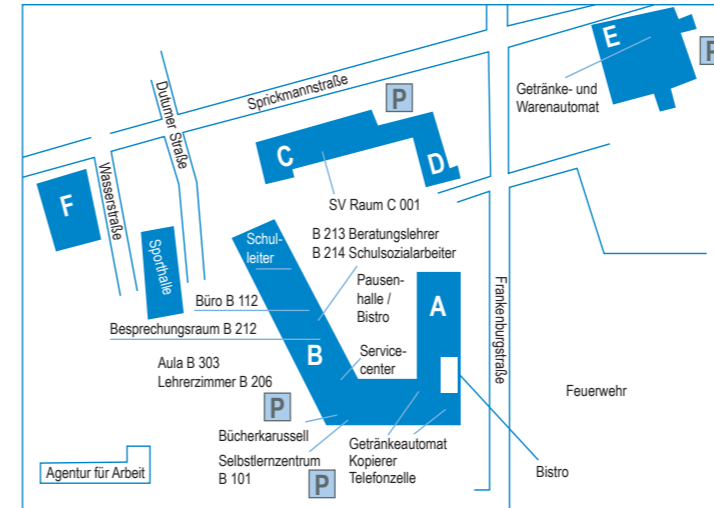 E
P
Getränke- und
Warenautomat
Sprickmannstraße
P
Dutumer Straße
C
D
F
Wasserstraße
SV Raum C 001
Sporthalle
Schul-
leiter
B 213 Beratungslehrer
B 214 Schulsozialarbeiter
Pausen-
halle /
Bistro
A
Frankenburgstraße
Büro B 112
Besprechungsraum B 212
B
Service-
center
Aula B 303
Lehrerzimmer B 206
Feuerwehr
P
Bücherkarussell
Selbstlernzentrum
B 101
P
Getränkeautomat
Kopierer
Telefonzelle
Bistro
Agentur für Arbeit